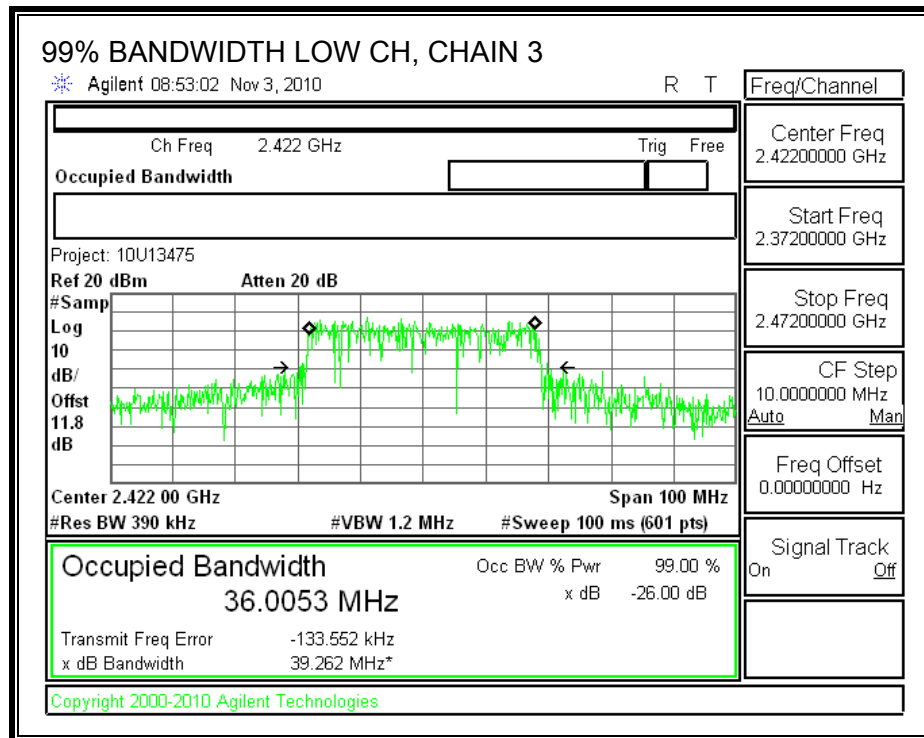 99% BANDWIDTH LOW CH, CHAIN 3
Agilent 08:53:02 Nov 3, 2010 R T
Freq/Channel
Ch Freq 2.422 GHz Trig Free
Occupied Bandwidth
Center Freq
2.42200000 GHz
Start Freq
2.37200000 GHz
Stop Freq
2.47200000 GHz
CF Step
10.0000000 MHz
Auto Man
Freq Offset
0.00000000 Hz
Signal Track
On Off
Project: 10U13475
Ref 20 dBm Atten 20 dB
#Samp
Log
10
dB/
Offst
11.8
dB
Center 2.422 00 GHz Span 100 MHz
#Res BW 390 kHz #VBW 1.2 MHz #Sweep 100 ms (601 pts)
Occupied Bandwidth
36.0053 MHz
Occ BW % Pwr 99.00 %
x dB -26.00 dB
Transmit Freq Error -133.552 kHz
x dB Bandwidth 39.262 MHz*
Copyright 2000-2010 Agilent Technologies